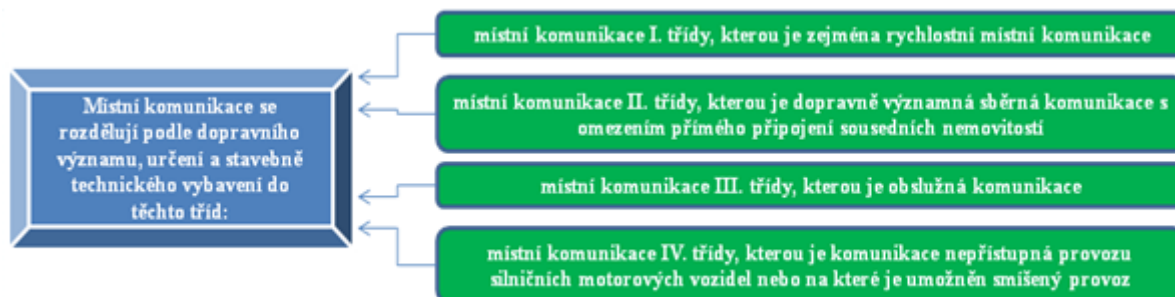 Místní komunikace se
rozdělují podle dopravního
významu, určení a stavebně
technického vybavení do
těchto tříd:
místní komunikace I. třídy, kterou je zejména rychlostní místní komunikace
místní komunikace II. třídy, kterou je dopravně významná sběrná komunikace s
omezením přímého připojení sousedních nemovitostí
místní komunikace III. třídy, kterou je obslužná komunikace
místní komunikace IV. třídy, kterou je komunikace nepřístupná provozu
silničních motorových vozidel nebo na které je umožněn smíšený provoz